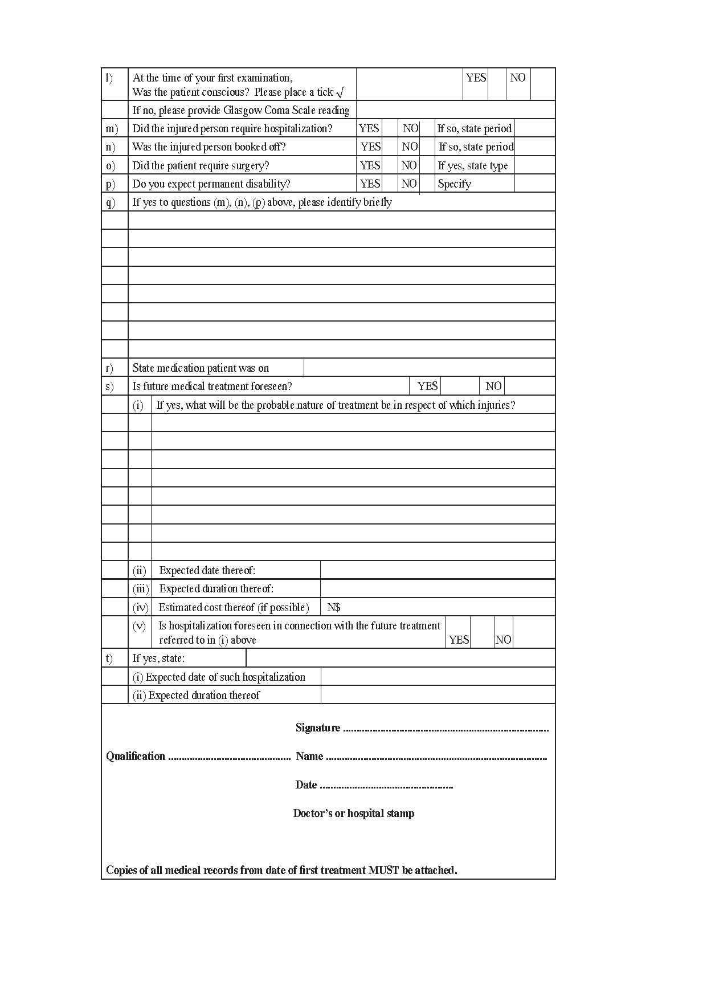 l) At the time of your first examination, YES NO
Was the patient conscious? Please place a tick √
If no, please provide Glasgow Coma Scale reading
m) Did the injured person require hospitalization? YES NO If so, state period
n) Was the injured person booked off? YES NO If so, state period
o) Did the patient require surgery? YES NO If yes, state type
p) Do you expect permanent disability? YES NO Specify
q) If yes to questions (m), (n), (p) above, please identify briefly
r) State medication patient was on
s) Is future medical treatment foreseen? YES NO
(i) If yes, what will be the probable nature of treatment be in respect of which injuries?
(ii) Expected date thereof:
(iii) Expected duration thereof:
(iv) Estimated cost thereof (if possible) N$
(v) Is hospitalization foreseen in connection with the future treatment
referred to in (i) above YES NO
t) If yes, state:
(i) Expected date of such hospitalization
(ii) Expected duration thereof
Signature .............................................................................
Qualification .............................................. Name ...................................................................................
Date ..................................................
Doctor’s or hospital stamp
Copies of all medical records from date of first treatment MUST be attached.